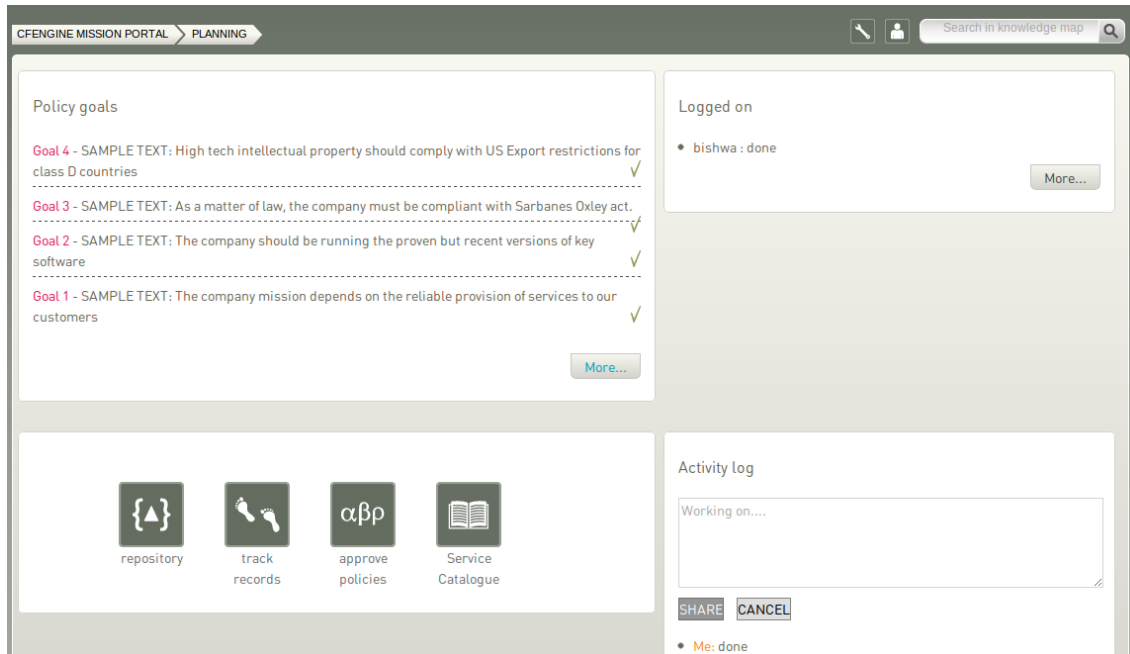 CFENGINE MISSION PORTAL PLANNING
Search in knowledge map
Policy goals
Goal 4 - SAMPLE TEXT: High tech intellectual property should comply with US Export restrictions for
class D countries
Goal 3 - SAMPLE TEXT: As a matter of law, the company must be compliant with Sarbanes Oxley act.
Goal 2 - SAMPLE TEXT: The company should be running the proven but recent versions of key
software
Goal 1 - SAMPLE TEXT: The company mission depends on the reliable provision of services to our
customers
More...
Logged on
bishwa : done
More...
{▲}
αβρ
repository
track
records
approve
policies
Service
Catalogue
Activity log
Working on....
SHARE CANCEL
Me: done